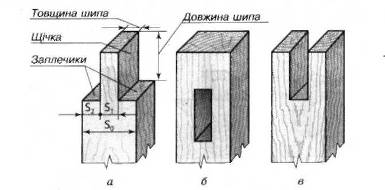 Товщина шипа
Довжина шипа
Щічка
Заплечики
S₂ S₁
S₀
а б в